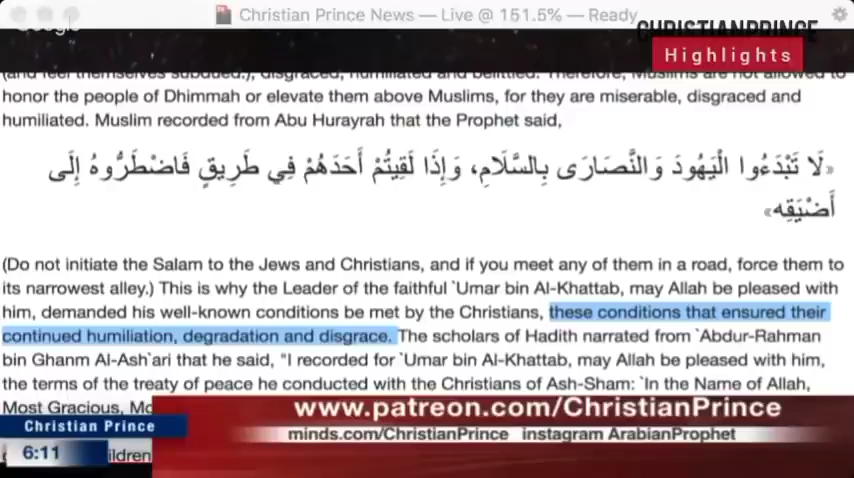 Christian Prince News — Live @ 151.5% — Ready
Google
CHRISTIANPRINCE
Highlights
(and feel themselves subdued.), disgraced, humiliated and belittled. Therefore, Muslims are not allowed to
honor the people of Dhimmah or elevate them above Muslims, for they are miserable, disgraced and
humiliated. Muslim recorded from Abu Hurayrah that the Prophet said,
«لَا تَبْدَءُوا الْيَهُودَ وَالنَّصَارَى بِالسَّلَامِ، وَإِذَا لَقِيتُمْ أَحَدَهُمْ فِي طَرِيقٍ فَاضْطَرُّوهُ إِلَى
أَضْيَقِه»
(Do not initiate the Salam to the Jews and Christians, and if you meet any of them in a road, force them to
its narrowest alley.) This is why the Leader of the faithful `Umar bin Al-Khattab, may Allah be pleased with
him, demanded his well-known conditions be met by the Christians, these conditions that ensured their
continued humiliation, degradation and disgrace. The scholars of Hadith narrated from `Abdur-Rahman
bin Ghanm Al-Ash`ari that he said, "I recorded for `Umar bin Al-Khattab, may Allah be pleased with him,
the terms of the treaty of peace he conducted with the Christians of Ash-Sham: `In the Name of Allah,
Most Gracious,
www.patreon.com/ChristianPrince
Christian Prince
minds.com/ChristianPrince instagram ArabianProphet
6:11